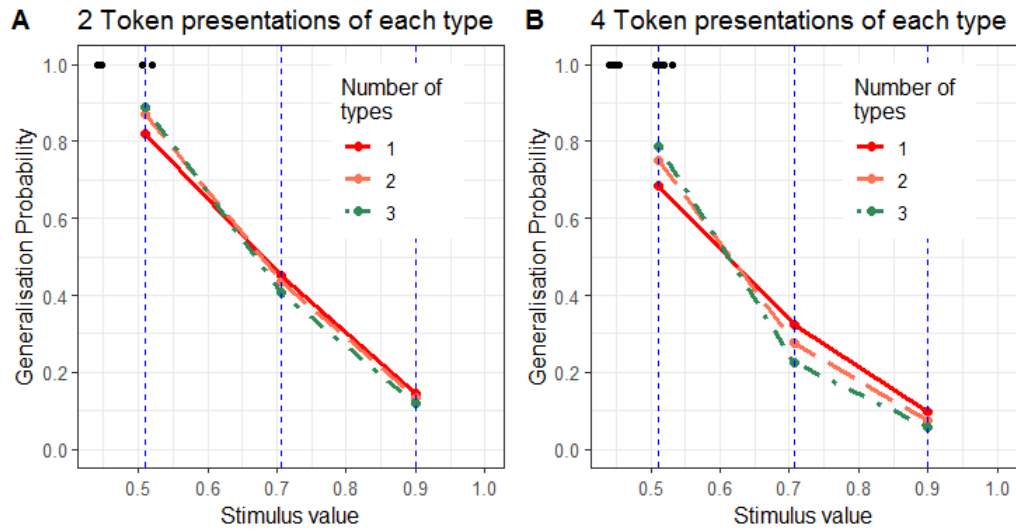 A 2 Token presentations of each type
Generalisation Probability
1.0
0.8
0.6
0.4
0.2
0.0
Number of
types
1
2
3
0.5 0.6 0.7 0.8 0.9 1.0
Stimulus value
B 4 Token presentations of each type
Generalisation Probability
1.0
0.8
0.6
0.4
0.2
0.0
Number of
types
1
2
3
0.5 0.6 0.7 0.8 0.9 1.0
Stimulus value